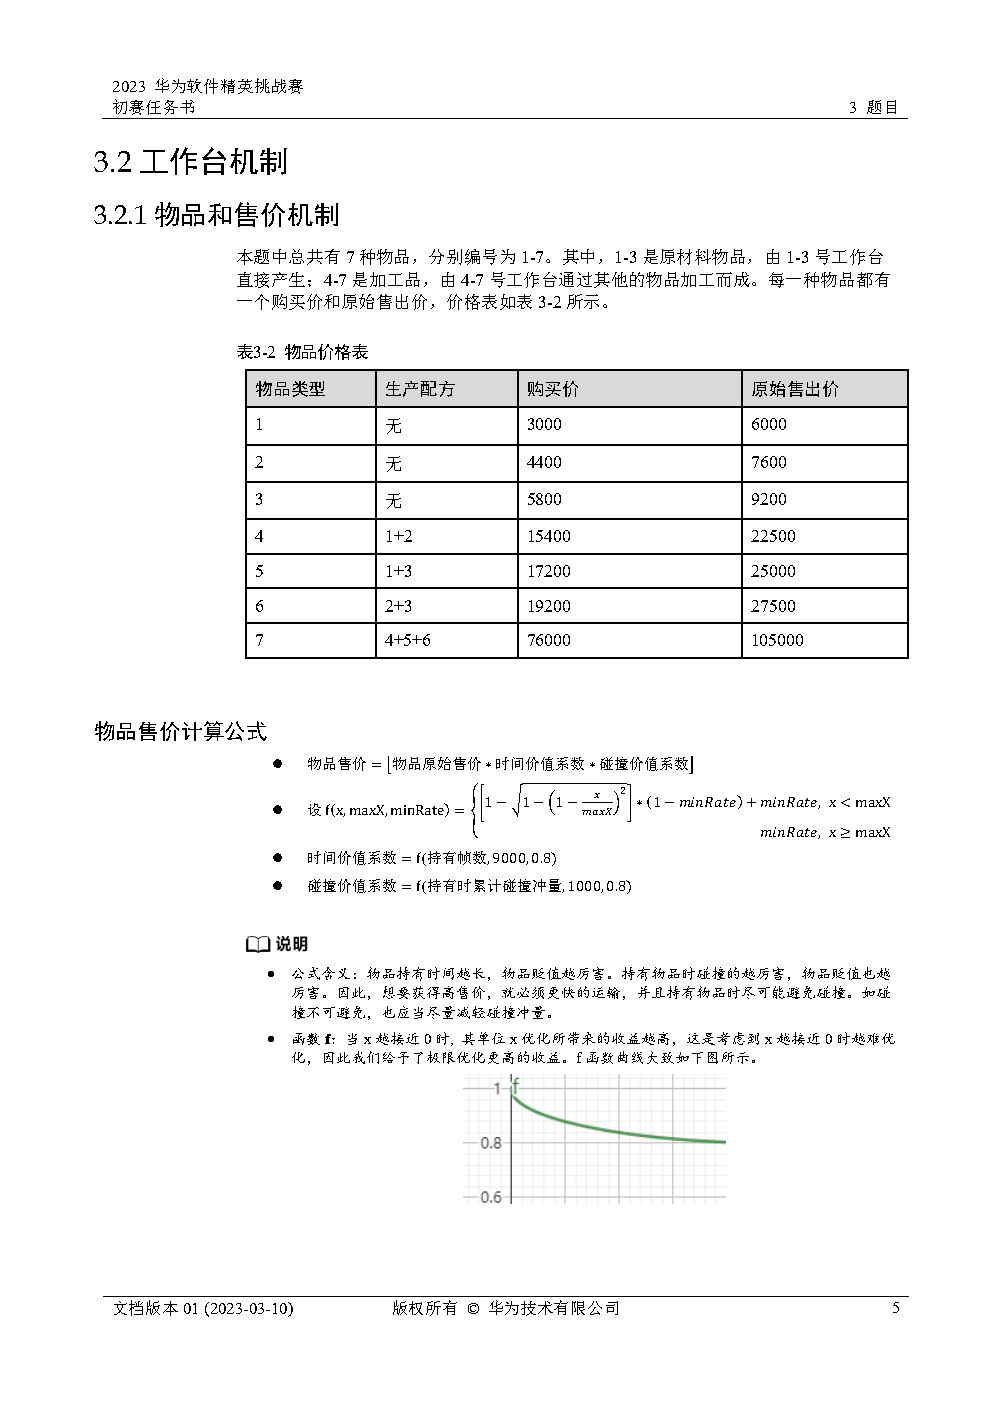 2023 华为软件精英挑战赛
初赛任务书 3 题目
3.2 工作台机制
3.2.1 物品和售价机制
本题中总共有 7 种物品，分别编号为 1-7。其中，1-3 是原材料物品，由 1-3 号工作台
直接产生；4-7 是加工品，由 4-7 号工作台通过其他的物品加工而成。每一种物品都有
一个购买价和原始售出价，价格表如表 3-2 所示。
表3-2 物品价格表
物品类型 生产配方 购买价 原始售出价
1 无 3000 6000
2 无 4400 7600
3 无 5800 9200
4 1+2 15400 22500
5 1+3 17200 25000
6 2+3 19200 27500
7 4+5+6 76000 105000
物品售价计算公式
● 物品售价 = ⌊物品原始售价 * 时间价值系数 * 碰撞价值系数⌋
● 设 f(x, maxX, minRate) = { [1 − √(1 − (1 − x/maxX)²)] * (1 − minRate) + minRate, x < maxX
minRate, x ≥ maxX
● 时间价值系数 = f(持有帧数, 9000, 0.8)
● 碰撞价值系数 = f(持有时累计碰撞冲量, 1000, 0.8)
说明
● 公式含义：物品持有时间越长，物品贬值越厉害。持有物品时碰撞的越厉害，物品贬值也越
厉害。因此，想要获得高售价，就必须更快的运输，并且持有物品时尽可能避免碰撞。如碰
撞不可避免，也应当尽量减轻碰撞冲量。
● 函数 f：当 x 越接近 0 时, 其单位 x 优化所带来的收益越高，这是考虑到 x 越接近 0 时越难优
化，因此我们给予了极限优化更高的收益。f 函数曲线大致如下图所示。
1 f
0.8
0.6
文档版本 01 (2023-03-10) 版权所有 © 华为技术有限公司 5